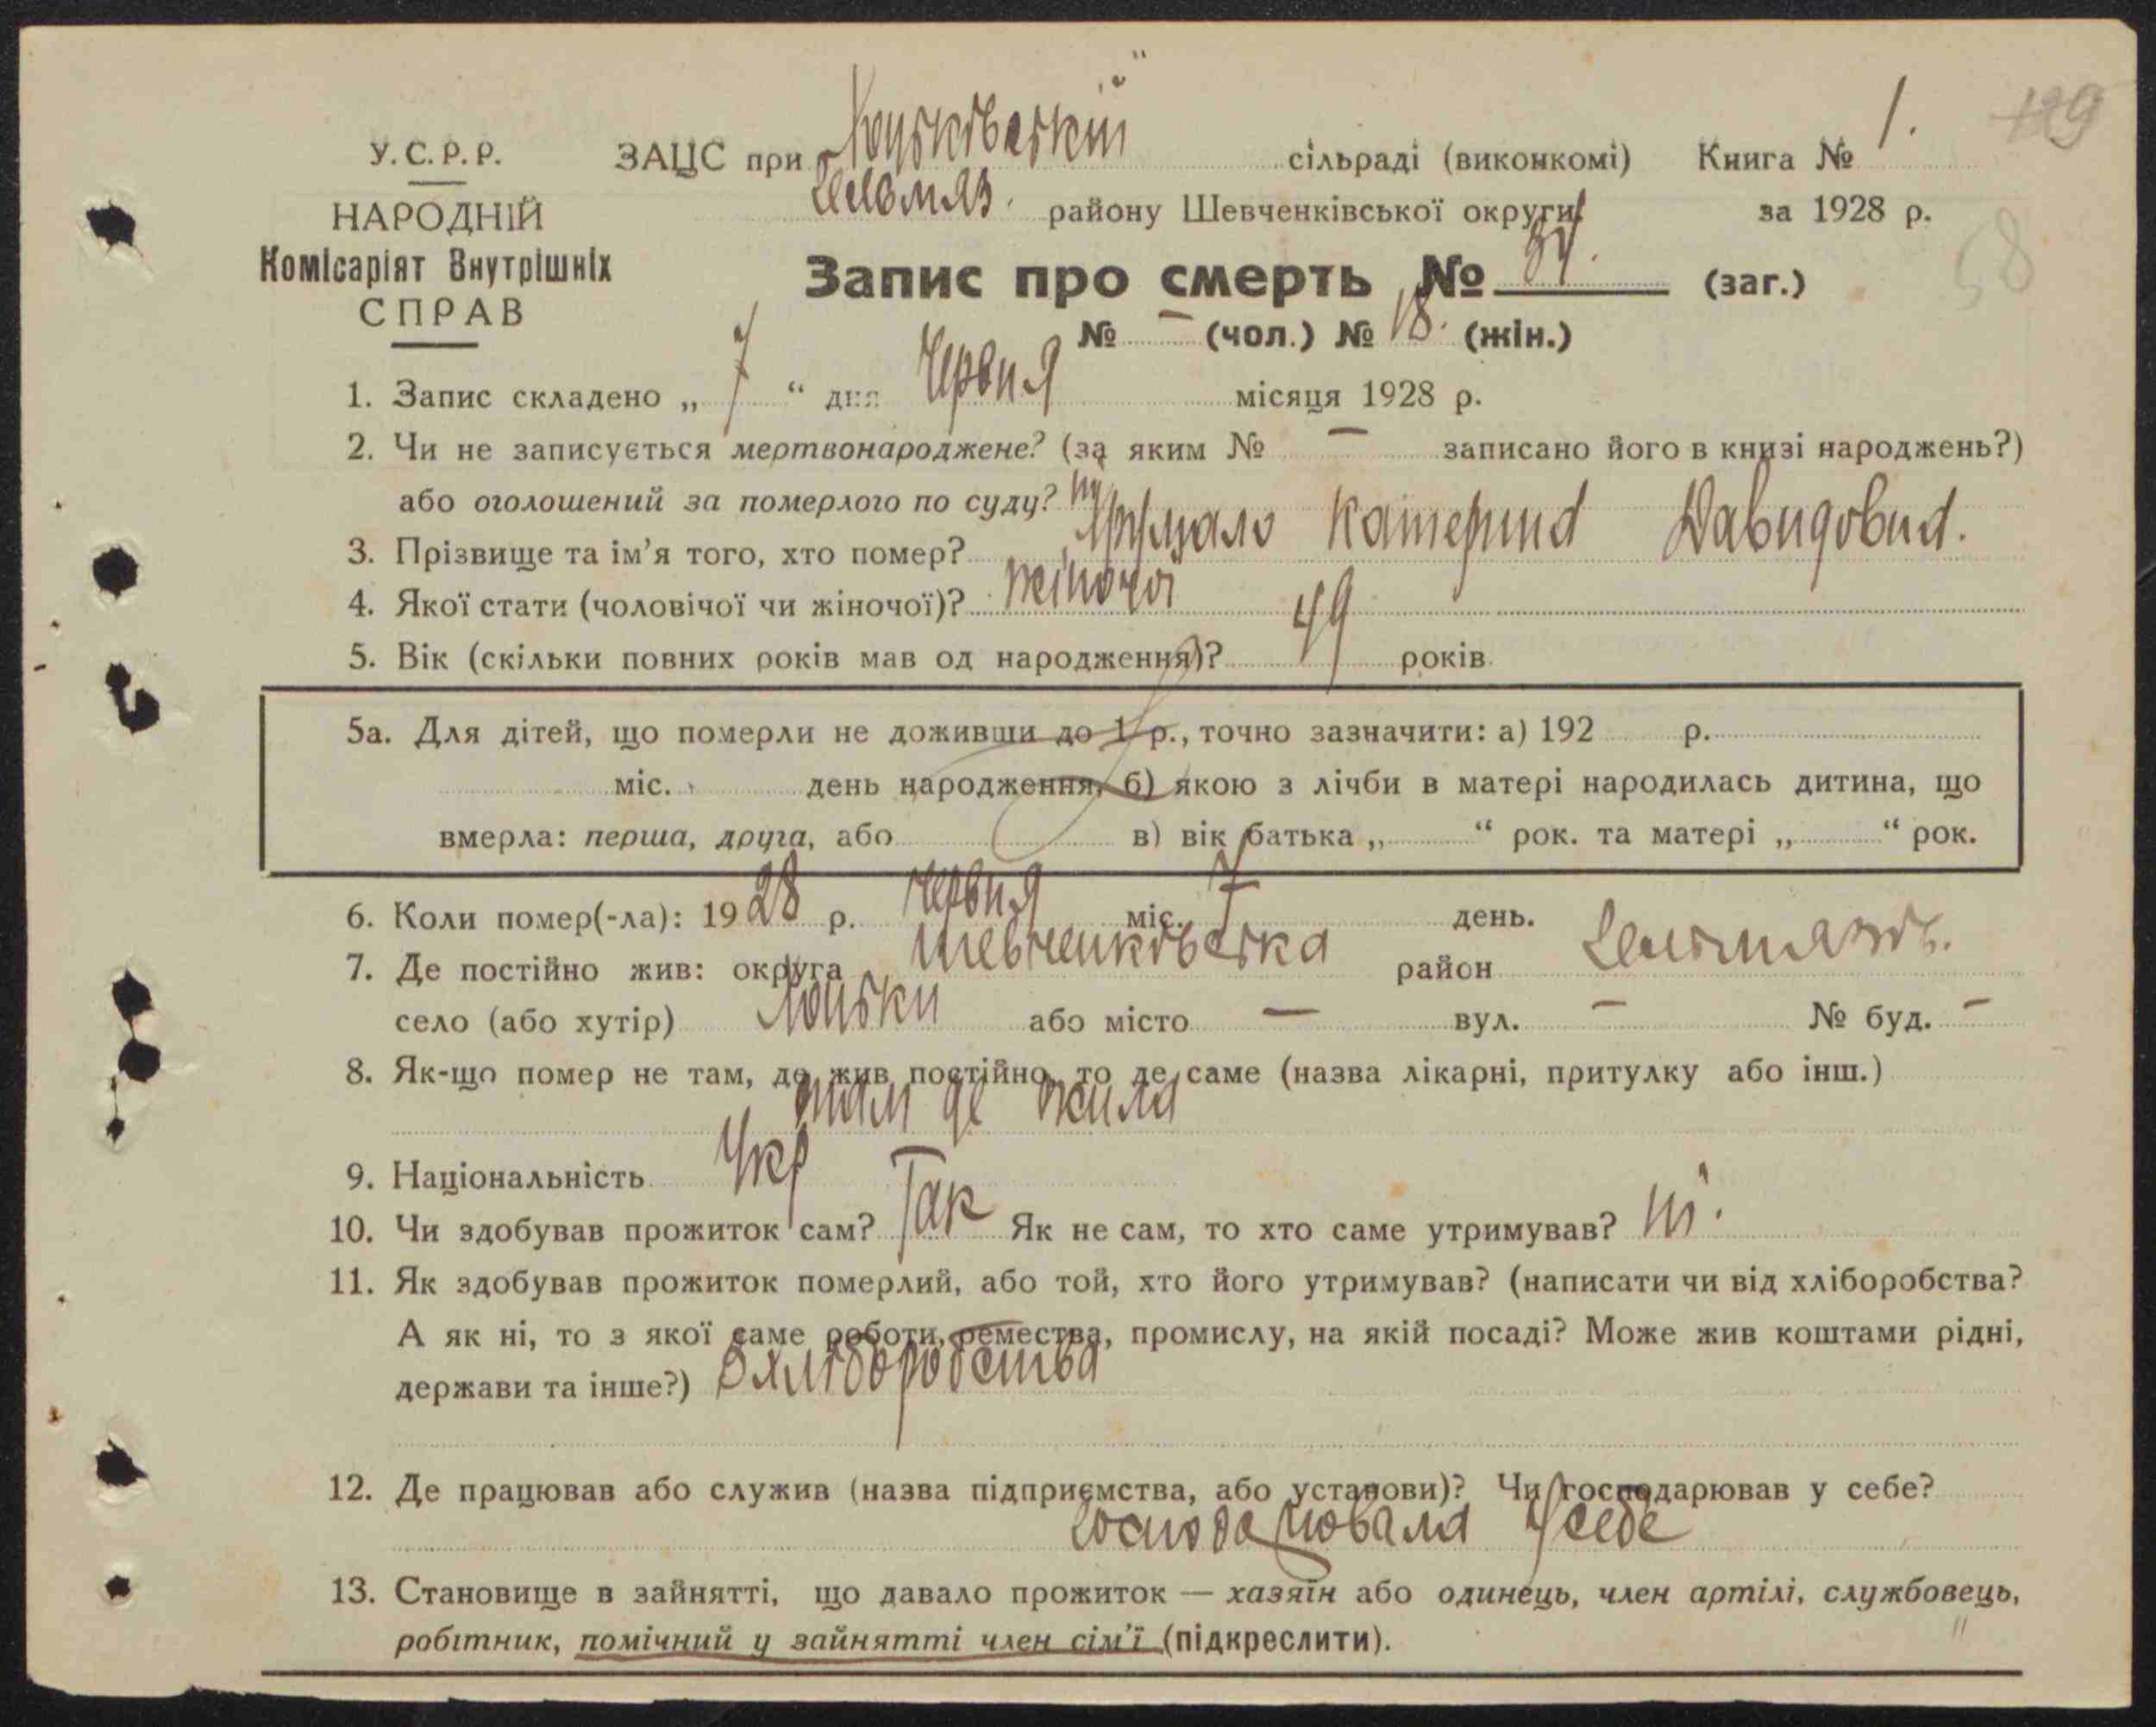 129
У.С.Р.Р. ЗАЦС при сільраді (виконкомі) Книга № 1.
НАРОДНІЙ Гельмяз. району Шевченківської округи за 1928 р.
Комісаріят Внутрішніх
СПРАВ
58
Запис про смерть № 34. (заг.)
№ – (чол.) № 18. (жін.)
1. Запис складено „ 7 “ дня Червня місяця 1928 р.
2. Чи не записується мертвонароджене? (за яким № – записано його в книзі народжень?)
або оголошений за померлого по суду? ні
3. Прізвище та ім’я того, хто помер? Катерина Давидовна.
4. Якої стати (чоловічої чи жіночої)? жіночої
5. Вік (скільки повних років мав од народження)? 49 років
5а. Для дітей, що померли не доживши до 1 р., точно зазначити: а) 192 р.
міс. день народження, б) якою з лічби в матері народилась дитина, що
вмерла: перша, друга, або в) вік батька „ “ рок. та матері „ “ рок.
6. Коли помер(-ла): 1928 р. Червня міс. 7 день.
7. Де постійно жив: округа Шевченківська район
село (або хутір) або місто – вул. – № буд. –
8. Як-що помер не там, де жив постійно, то де саме (назва лікарні, притулку або інш.)
там де жила
9. Національність Укр
10. Чи здобував прожиток сам? Так Як не сам, то хто саме утримував? ні.
11. Як здобував прожиток померлий, або той, хто його утримував? (написати чи від хліборобства?
А як ні, то з якої саме роботи, ремества, промислу, на якій посаді? Може жив коштами рідні,
держави та інше?) З хліборобства
12. Де працював або служив (назва підприємства, або установи)? Чи господарював у себе?
господарювала у себе
13. Становище в зайнятті, що давало прожиток — хазяїн або одинець, член артілі, службовець,
робітник, помічний у зайнятті член сім’ї (підкреслити).